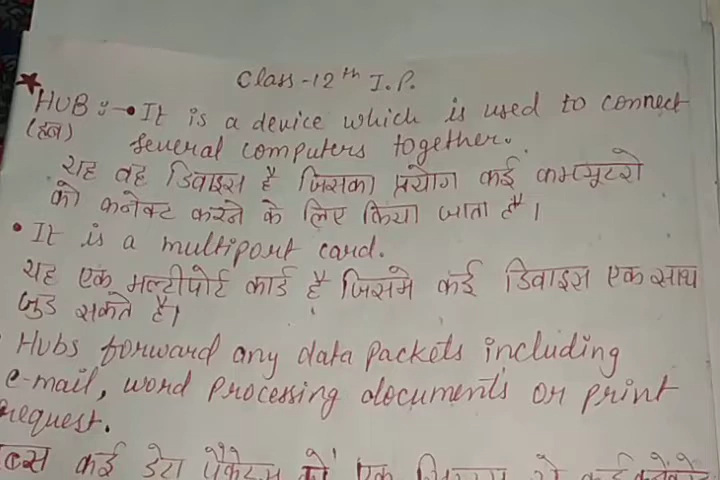 Class-12th I.P.
HUB :-• It is a device which is used to connect
(हब) several computers together.
यह वह डिवाइस है जिसका प्रयोग कई कम्प्यूटरो
को कनेक्ट करने के लिए किया जाता है।
• It is a multiport card.
यह एक मल्टीपोर्ट कार्ड है जिसमे कई डिवाइस एक साथ
जुड सकते है।
Hubs forward any data packets including
e-mail, word processing documents or print
request.
कई डेटा पैकेट्स को एक